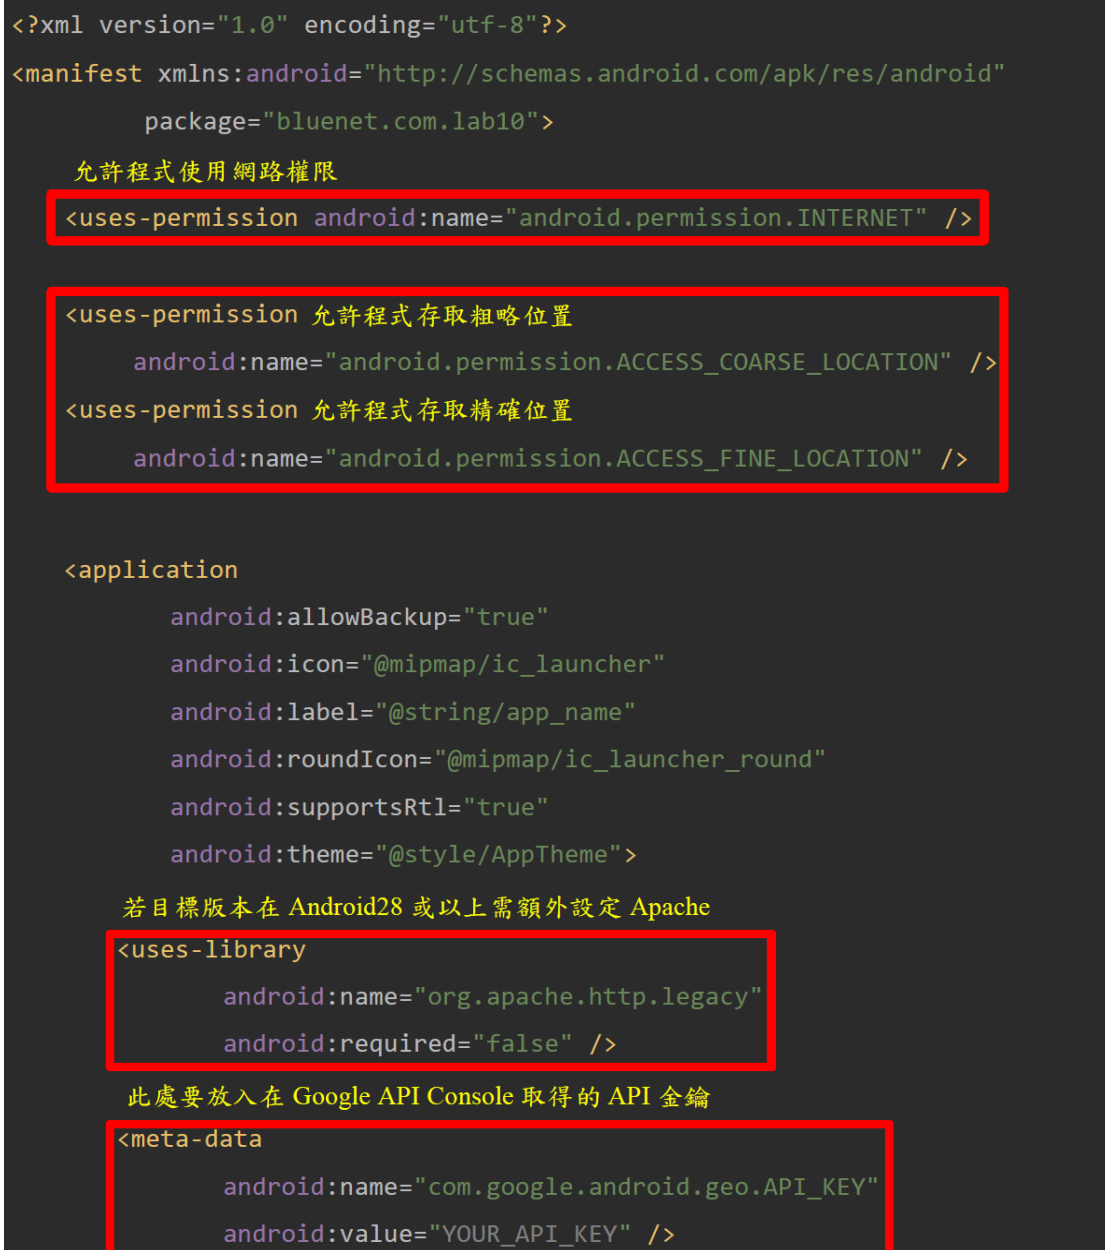 <?xml version="1.0" encoding="utf-8"?>
<manifest xmlns:android="http://schemas.android.com/apk/res/android"
package="bluenet.com.lab10">
允許程式使用網路權限
<uses-permission android:name="android.permission.INTERNET" />
<uses-permission 允許程式存取粗略位置
android:name="android.permission.ACCESS_COARSE_LOCATION" />
<uses-permission 允許程式存取精確位置
android:name="android.permission.ACCESS_FINE_LOCATION" />
<application
android:allowBackup="true"
android:icon="@mipmap/ic_launcher"
android:label="@string/app_name"
android:roundIcon="@mipmap/ic_launcher_round"
android:supportsRtl="true"
android:theme="@style/AppTheme">
若目標版本在 Android28 或以上需額外設定 Apache
<uses-library
android:name="org.apache.http.legacy"
android:required="false" />
此處要放入在 Google API Console 取得的 API 金鑰
<meta-data
android:name="com.google.android.geo.API_KEY"
android:value="YOUR_API_KEY" />